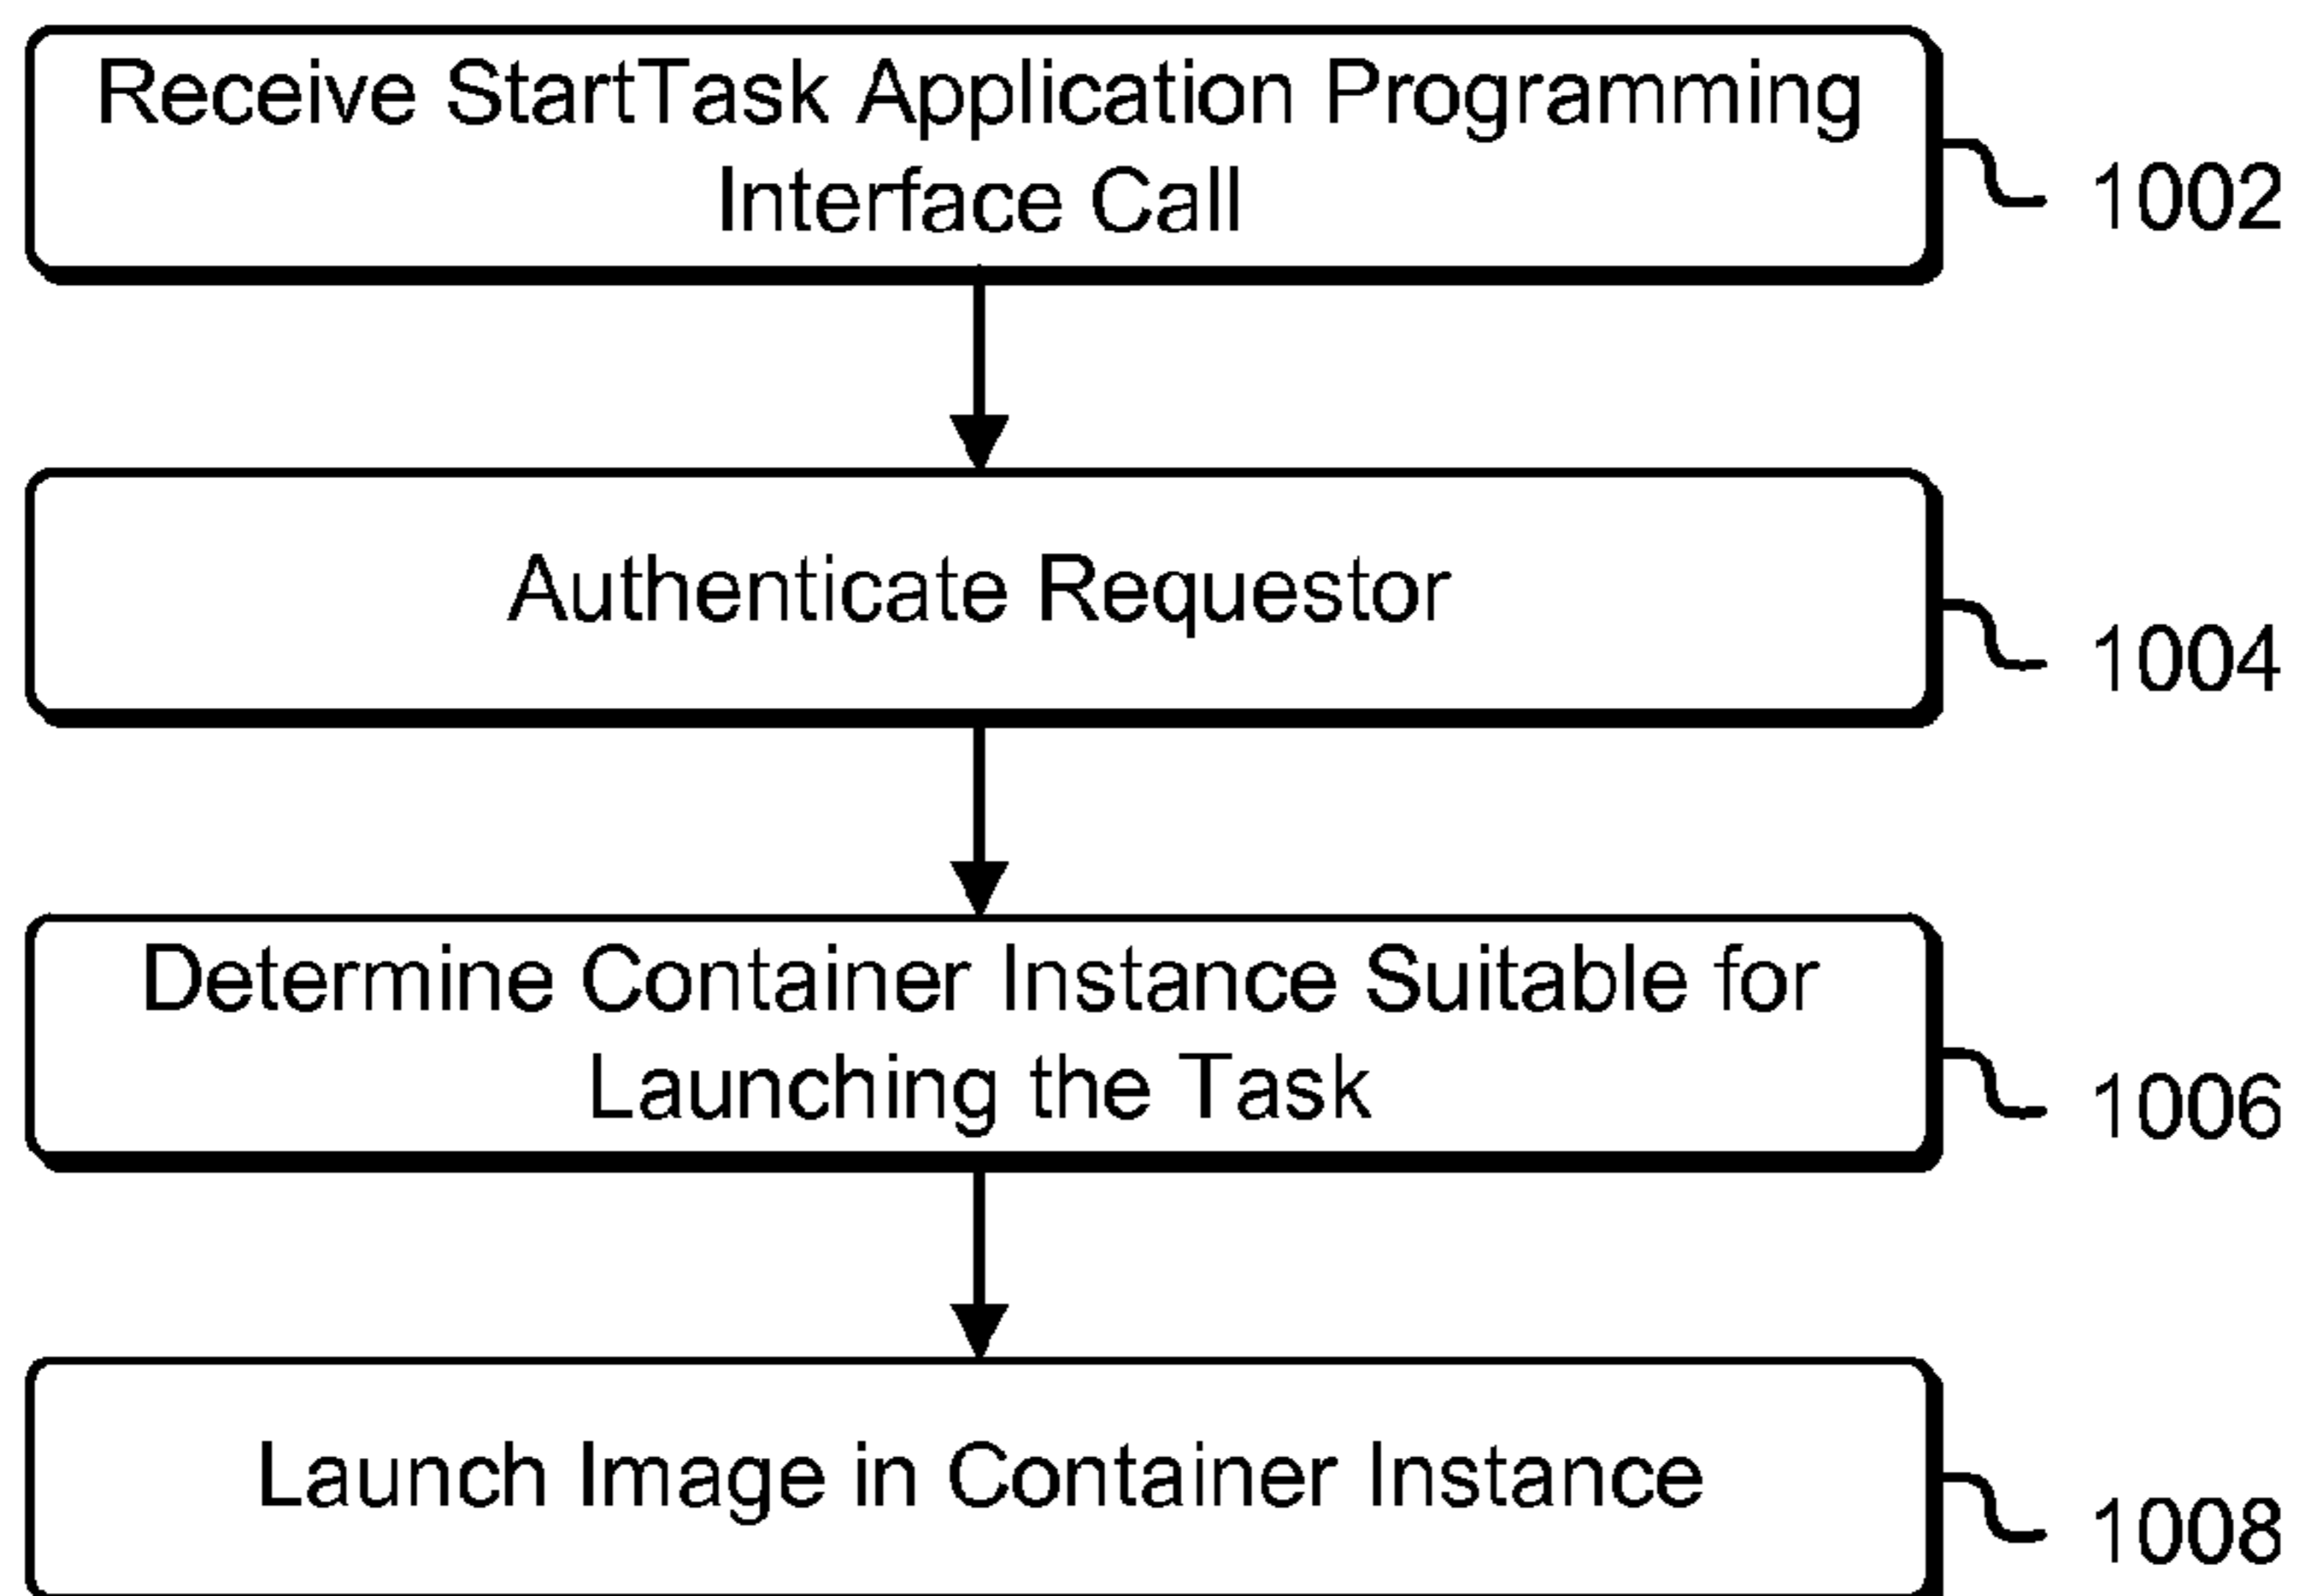 Receive StartTask Application Programming
Interface Call
1002
Authenticate Requestor
1004
Determine Container Instance Suitable for
Launching the Task
1006
Launch Image in Container Instance
1008